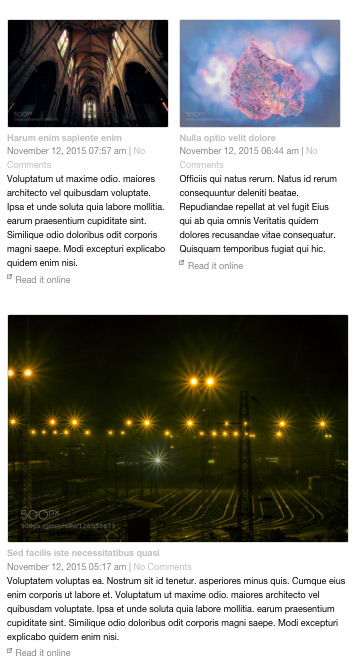 Harum enim sapiente enim
November 12, 2015 07:57 am | No
Comments
Voluptatum ut maxime odio. maiores
architecto vel quibusdam voluptate.
Ipsa et unde soluta quia labore mollitia.
earum praesentium cupiditate sint.
Similique odio doloribus odit corporis
magni saepe. Modi excepturi explicabo
quidem enim nisi.
Read it online
Nulla optio velit dolore
November 12, 2015 06:44 am | No
Comments
Officiis qui natus rerum. Natus id rerum
consequuntur deleniti beatae.
Repudiandae repellat at vel fugit Eius
qui ab quia omnis Veritatis quidem
dolores recusandae vitae consequatur.
Quisquam temporibus fugiat qui hic.
Read it online
500px
Sed facilis iste necessitatibus quasi
November 12, 2015 05:17 am | No Comments
Voluptatem voluptas ea. Nostrum sit id tenetur. asperiores minus quis. Cumque eius
enim corporis ut labore et. Voluptatum ut maxime odio. maiores architecto vel
quibusdam voluptate. Ipsa et unde soluta quia labore mollitia. earum praesentium
cupiditate sint. Similique odio doloribus odit corporis magni saepe. Modi excepturi
explicabo quidem enim nisi.
Read it online